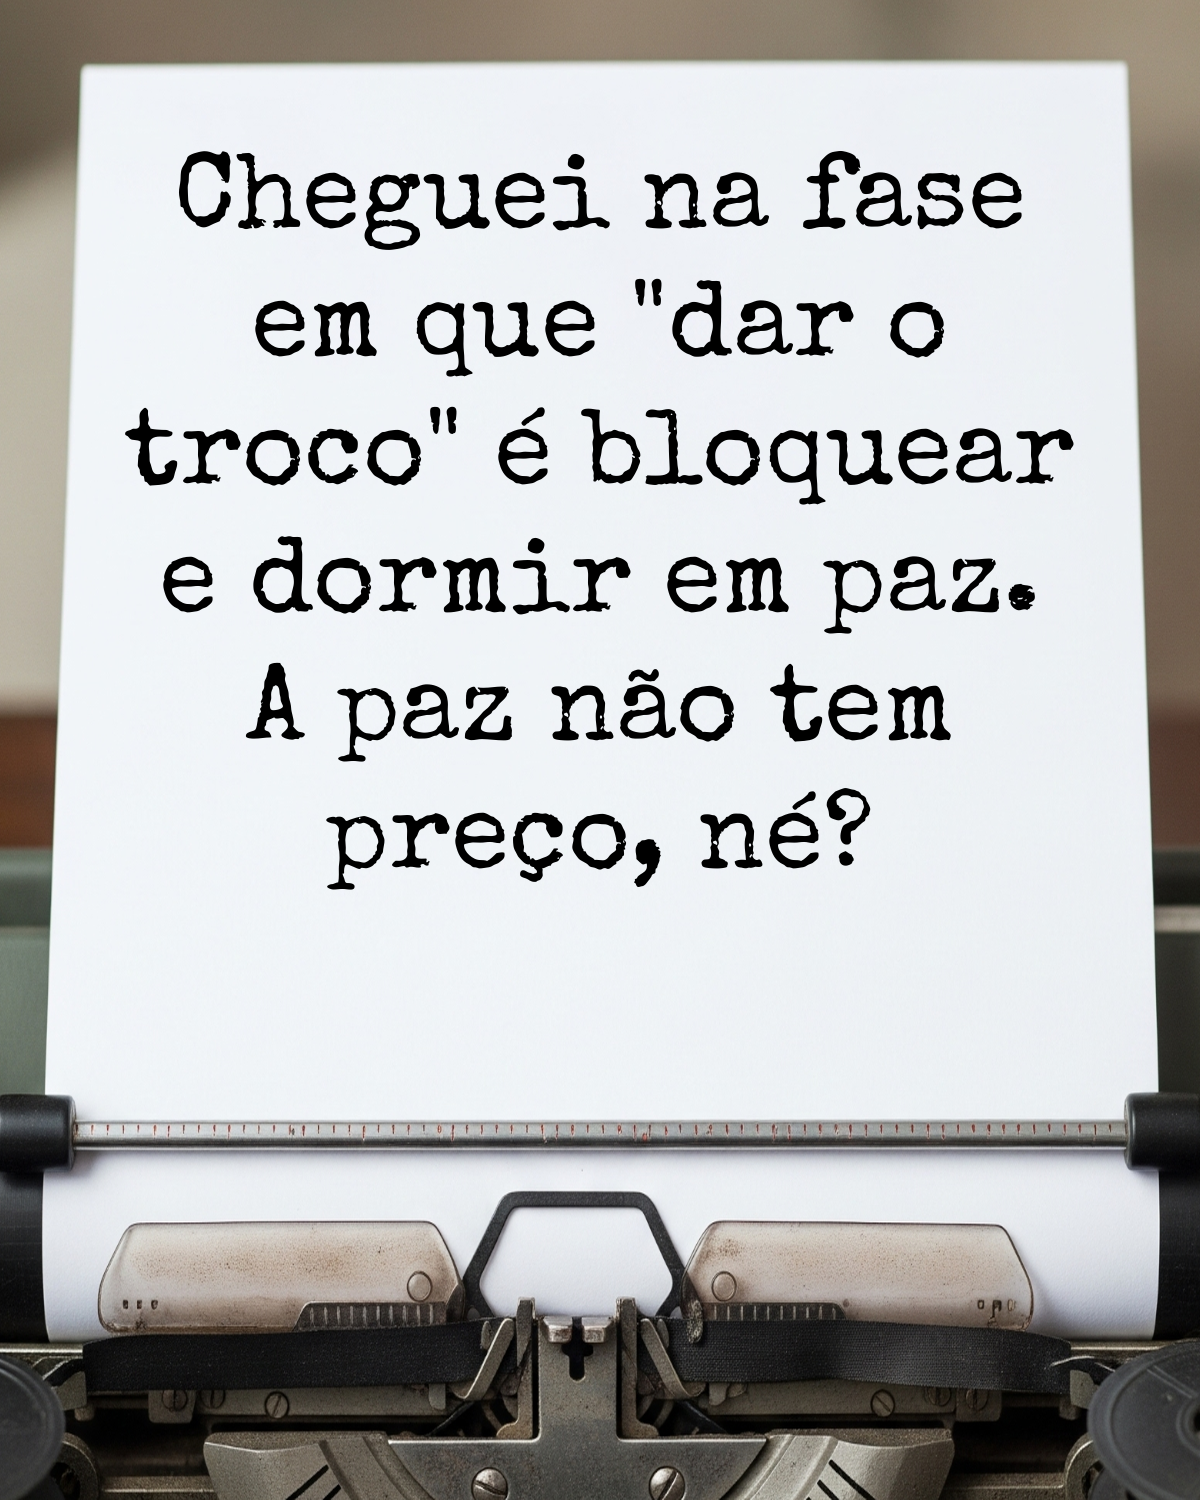 Cheguei na fase
em que "dar o
troco" é bloquear
e dormir em paz.
A paz não tem
preço, né?